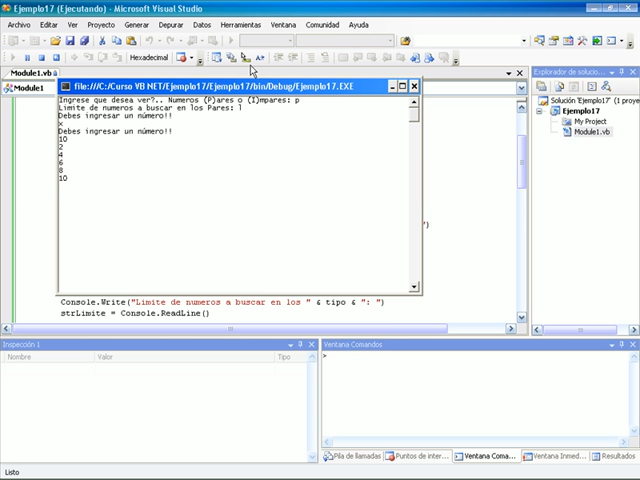 Ejemplo17 (Ejecutando) - Microsoft Visual Studio
Archivo Editar Ver Proyecto Generar Depurar Datos Herramientas Ventana Comunidad Ayuda
Hexadecimal
Module1.vb
Module1
file:///C:/Curso VB NET/Ejemplo17/Ejemplo17/bin/Debug/Ejemplo17.EXE
Ingrese que desea ver?.. Numeros (P)ares o (I)mpares: p
Limite de numeros a buscar en los Pares: l
Debes ingresar un número!!
x
Debes ingresar un número!!
10
2
4
6
8
10
")
Console.Write("Limite de numeros a buscar en los " & tipo & ": ")
strLimite = Console.ReadLine()
Explorador de solució...
Solución 'Ejemplo17' (1 proye
Ejemplo17
My Project
Module1.vb
Inspección 1
Nombre Valor Tipo
Ventana Comandos
>
Pila de llamadas Puntos de inter... Ventana Coma... Ventana Inmed... Resultados
Listo